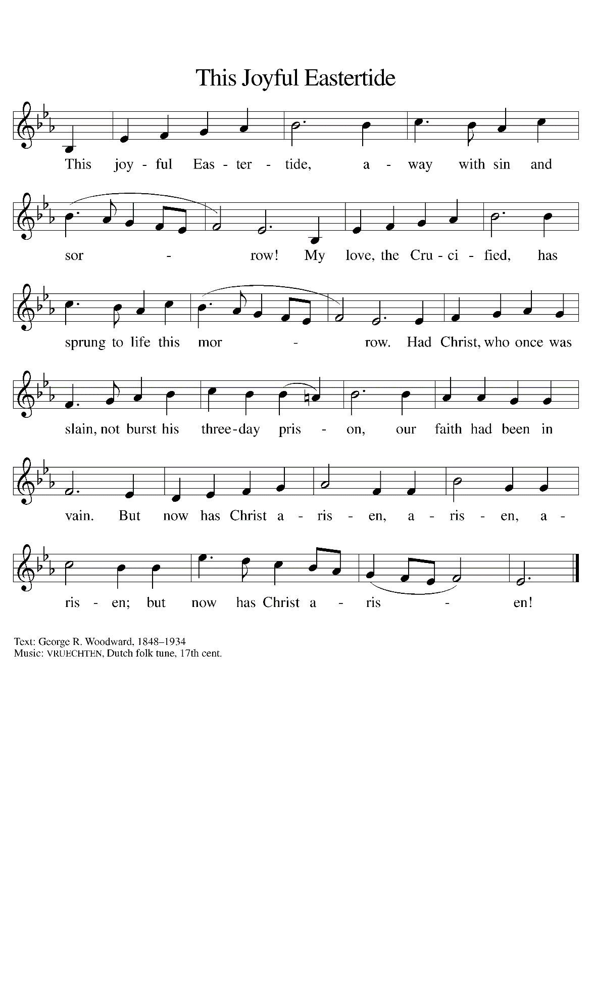 This Joyful Eastertide
This joy - ful Eas - ter - tide, a - way with sin and
sor - row! My love, the Cru - ci - fied, has
sprung to life this mor - row. Had Christ, who once was
slain, not burst his three - day pris - on, our faith had been in
vain. But now has Christ a - ris - en, a - ris - en, a -
ris - en; but now has Christ a - ris - en!
Text: George R. Woodward, 1848–1934
Music: VRUECHTEN, Dutch folk tune, 17th cent.